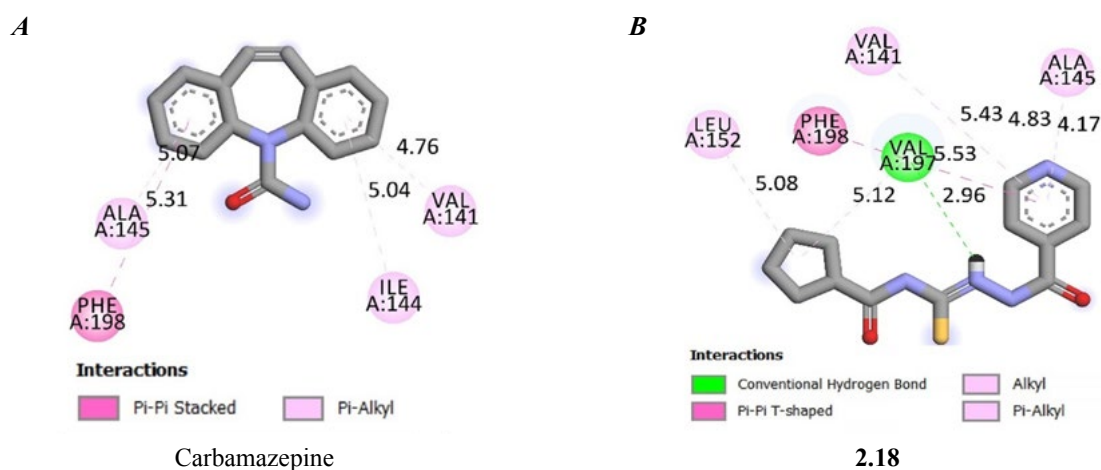 A
B
VAL
A:141
ALA
A:145
LEU
152
PHE
A:198
VAL
A:197
5.43
4.83
4.17
5.53
5.08
5.12
2.96
5.07
5.31
4.76
5.04
ALA
A:145
VAL
A:141
ILE
A:144
PHE
A:198
Interactions
Pi-Pi Stacked
Pi-Alkyl
Interactions
Conventional Hydrogen Bond
Alkyl
Pi-Pi T-shaped
Pi-Alkyl
Carbamazepine
2.18